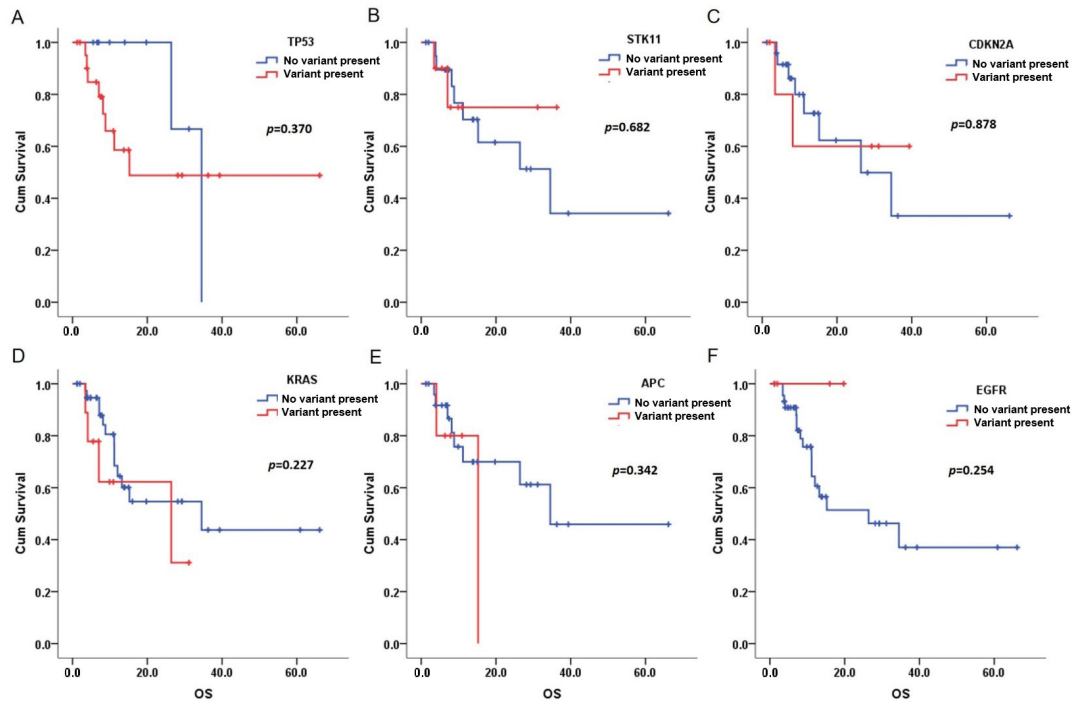 A
TP53
No variant present
Variant present
p=0.370
Cum Survival
1.0
0.8
0.6
0.4
0.2
0.0
0.0 20.0 40.0 60.0
B
STK11
No variant present
Variant present
p=0.682
Cum Survival
1.0
0.8
0.6
0.4
0.2
0.0
0.0 20.0 40.0 60.0
C
CDKN2A
No variant present
Variant present
p=0.878
Cum Survival
1.0
0.8
0.6
0.4
0.2
0.0
0.0 20.0 40.0 60.0
D
KRAS
No variant present
Variant present
p=0.227
Cum Survival
1.0
0.8
0.6
0.4
0.2
0.0
0.0 20.0 40.0 60.0
OS
E
APC
No variant present
Variant present
p=0.342
Cum Survival
1.0
0.8
0.6
0.4
0.2
0.0
0.0 20.0 40.0 60.0
OS
F
EGFR
No variant present
Variant present
p=0.254
Cum Survival
1.0
0.8
0.6
0.4
0.2
0.0
0.0 20.0 40.0 60.0
OS